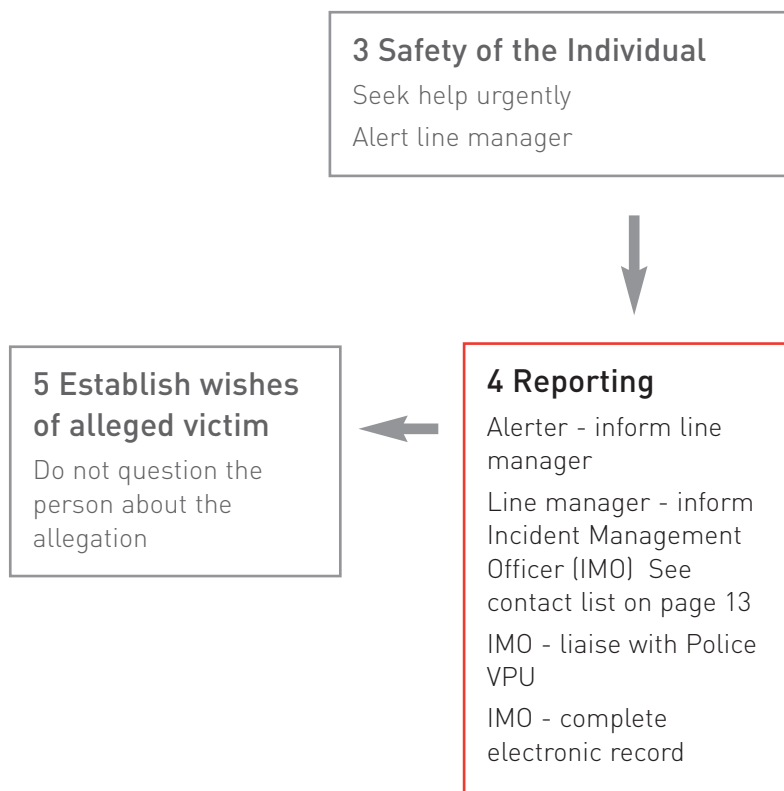 3 Safety of the Individual
Seek help urgently
Alert line manager
4 Reporting
Alerter - inform line
manager
Line manager - inform
Incident Management
Officer (IMO)  See
contact list on page 13
IMO - liaise with Police
VPU
IMO - complete
electronic record
5 Establish wishes
of alleged victim
Do not question the
person about the
allegation